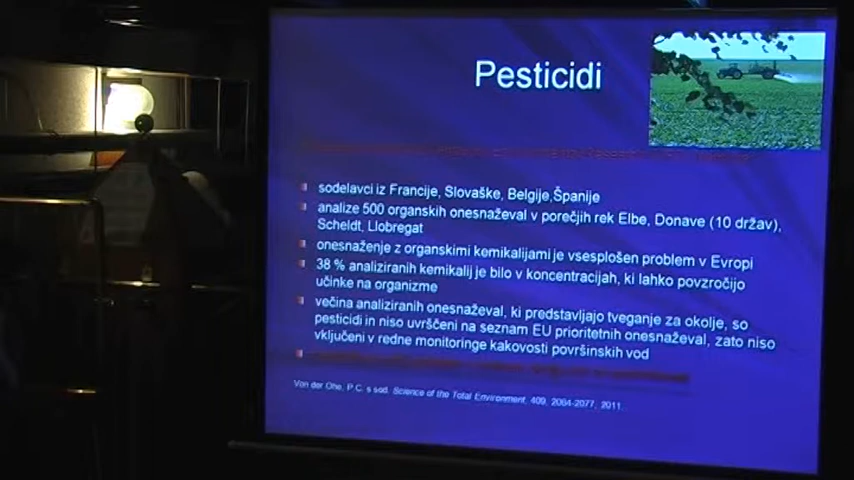 Pesticidi
sodelavci iz Francije, Slovaške, Belgije,Španije
analize 500 organskih onesnaževal v porečjih rek Elbe, Donave (10 držav),
Scheldt, Llobregat
onesnaženje z organskimi kemikalijami je vsesplošen problem v Evropi
38 % analiziranih kemikalij je bilo v koncentracijah, ki lahko povzročijo
učinke na organizme
večina analiziranih onesnaževal, ki predstavljajo tveganje za okolje, so
pesticidi in niso uvrščeni na seznam EU prioritetnih onesnaževal, zato niso
vključeni v redne monitoringe kakovosti površinskih vod
Von der Ohe, P.C. s sod. Science of the Total Environment, 409, 2064-2077, 2011.